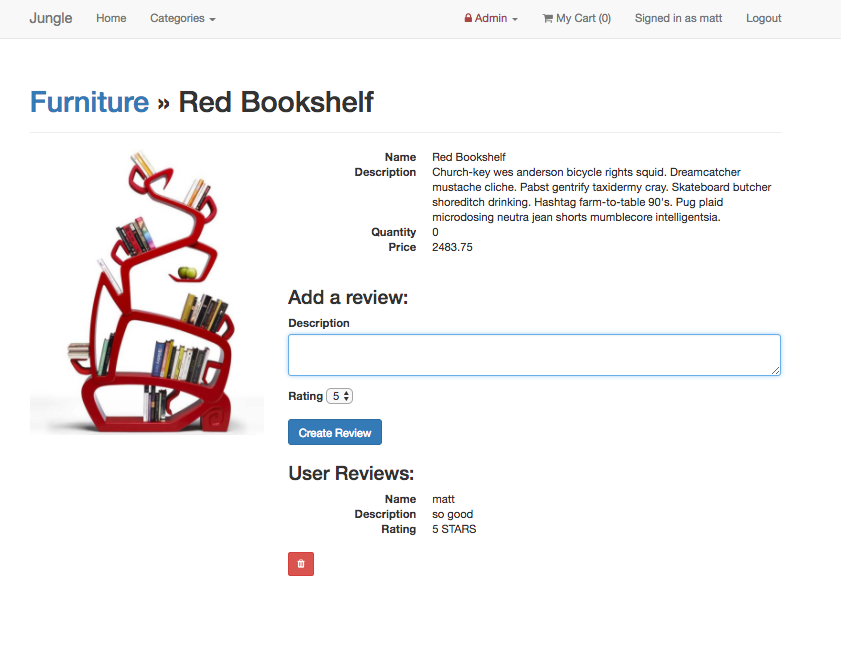 Jungle Home Categories Admin My Cart (0) Signed in as matt Logout
Furniture » Red Bookshelf
Name Red Bookshelf
Description Church-key wes anderson bicycle rights squid. Dreamcatcher
mustache cliche. Pabst gentrify taxidermy cray. Skateboard butcher
shoreditch drinking. Hashtag farm-to-table 90's. Pug plaid
microdosing neutra jean shorts mumblecore intelligentsia.
Quantity 0
Price 2483.75
Add a review:
Description
Rating 5
Create Review
User Reviews:
Name matt
Description so good
Rating 5 STARS